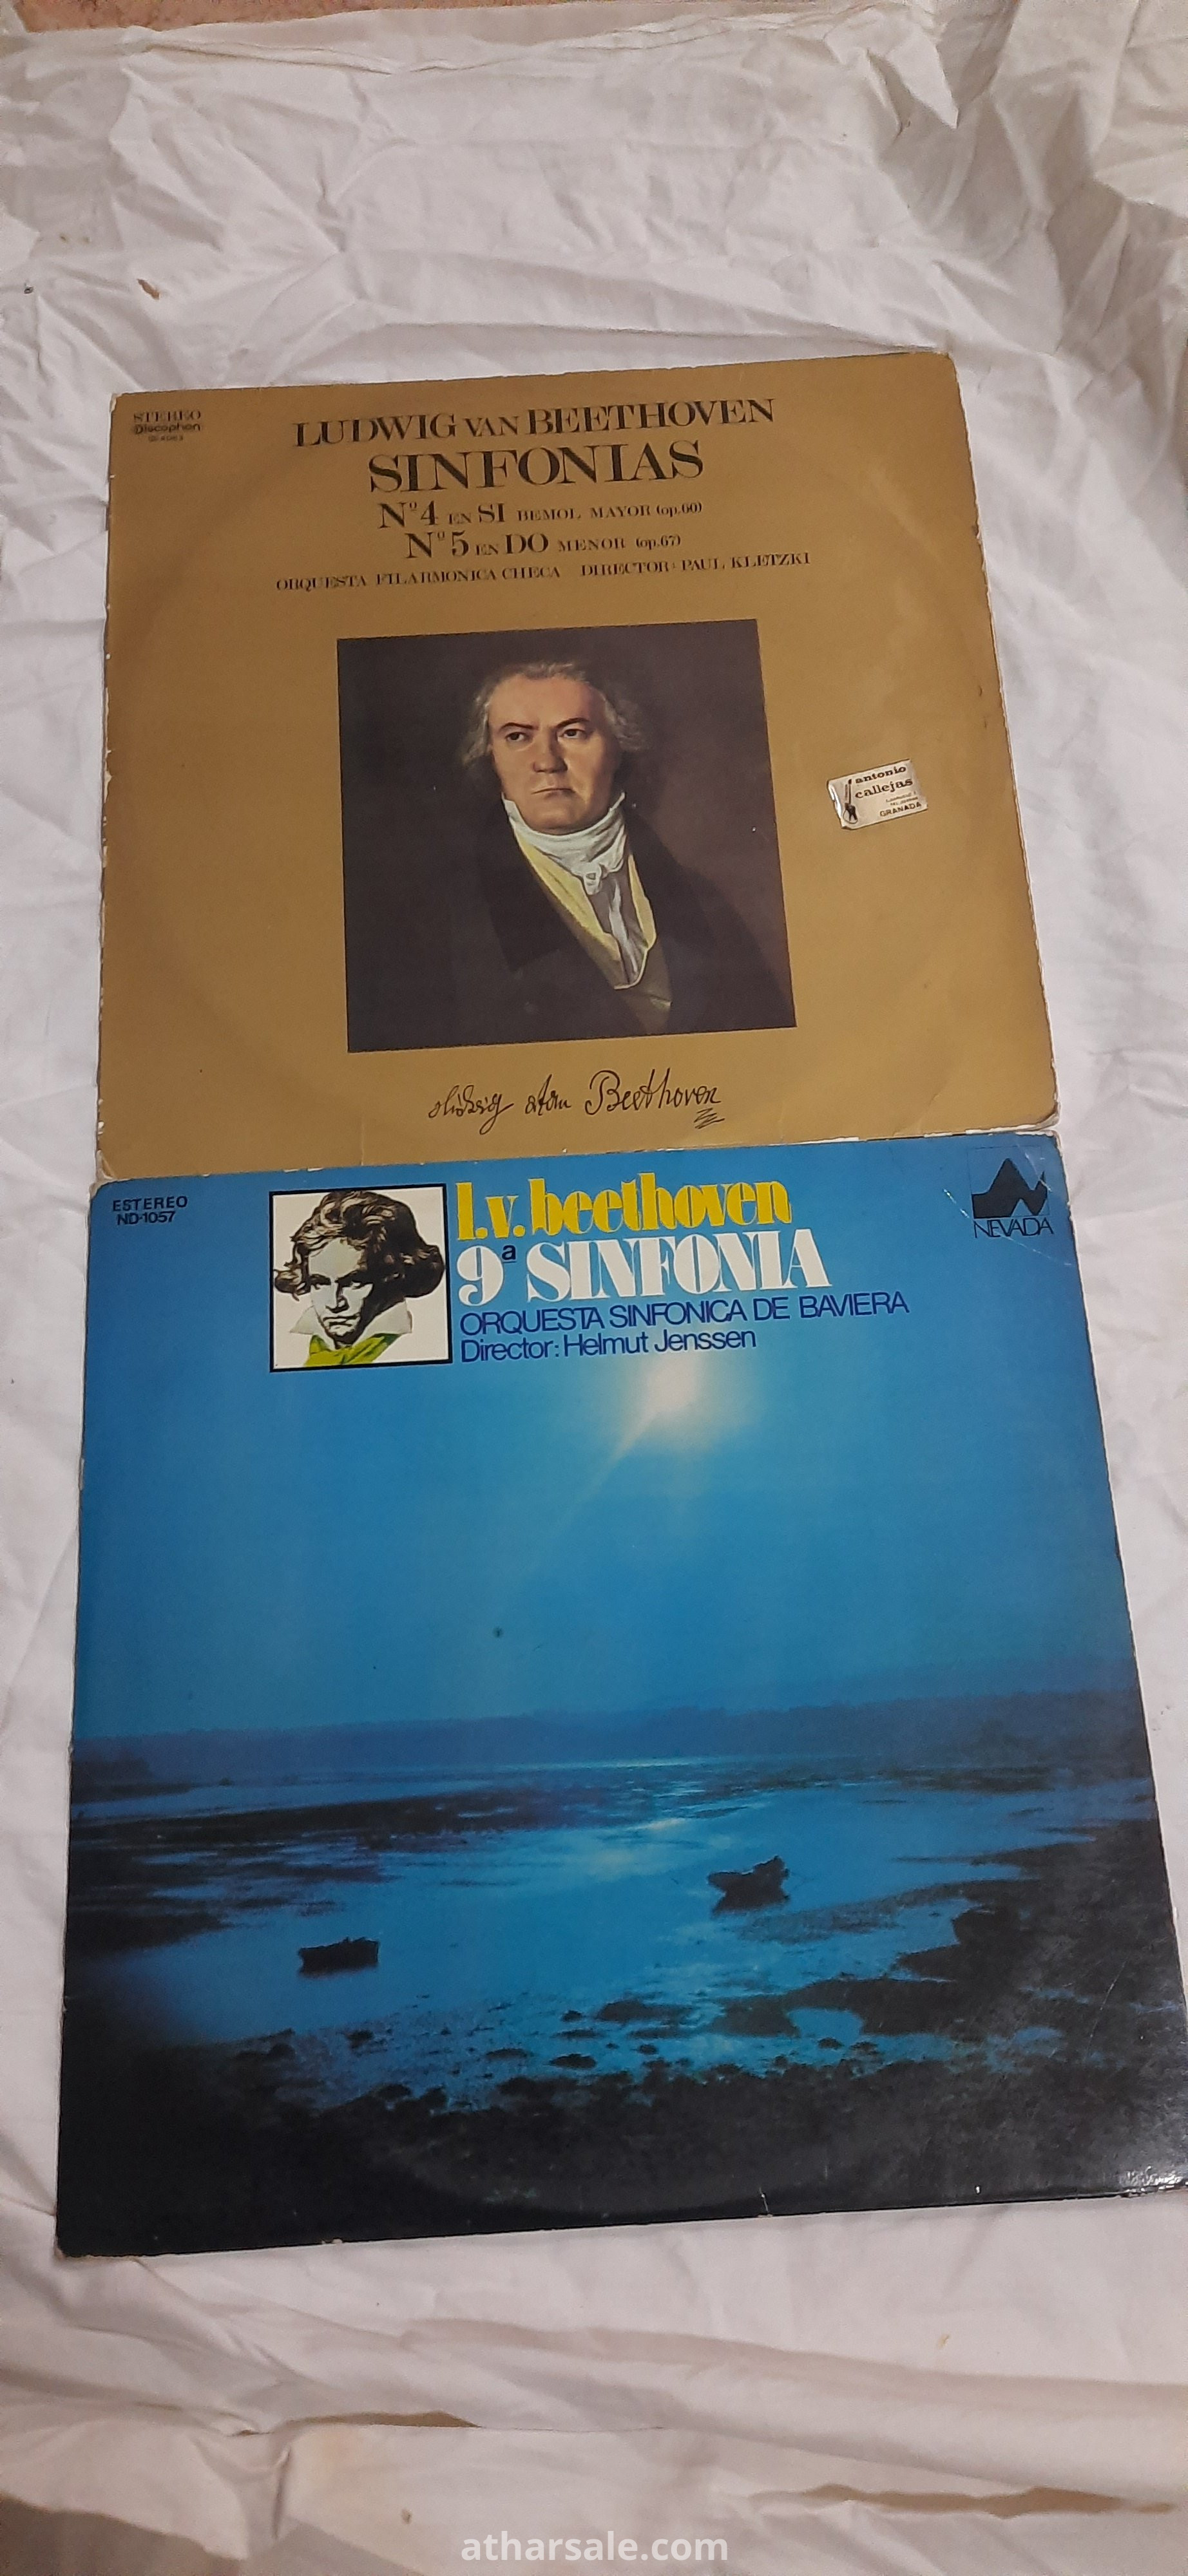 STEREO
Discophon
LUDWIG VAN BEETHOVEN
SINFONIAS
Nº4 EN SI BEMOL MAYOR (op.60)
Nº5 EN DO MENOR (op.67)
ORQUESTA FILARMONICA CHECA DIRECTOR: PAUL KLETZKI
antonio
callejas
GRANADA
Beethoven
ESTEREO
ND-1057
l.v. beethoven
9ª SINFONIA
ORQUESTA SINFONICA DE BAVIERA
Director: Helmut Jenssen
NEVADA
atharsale.com